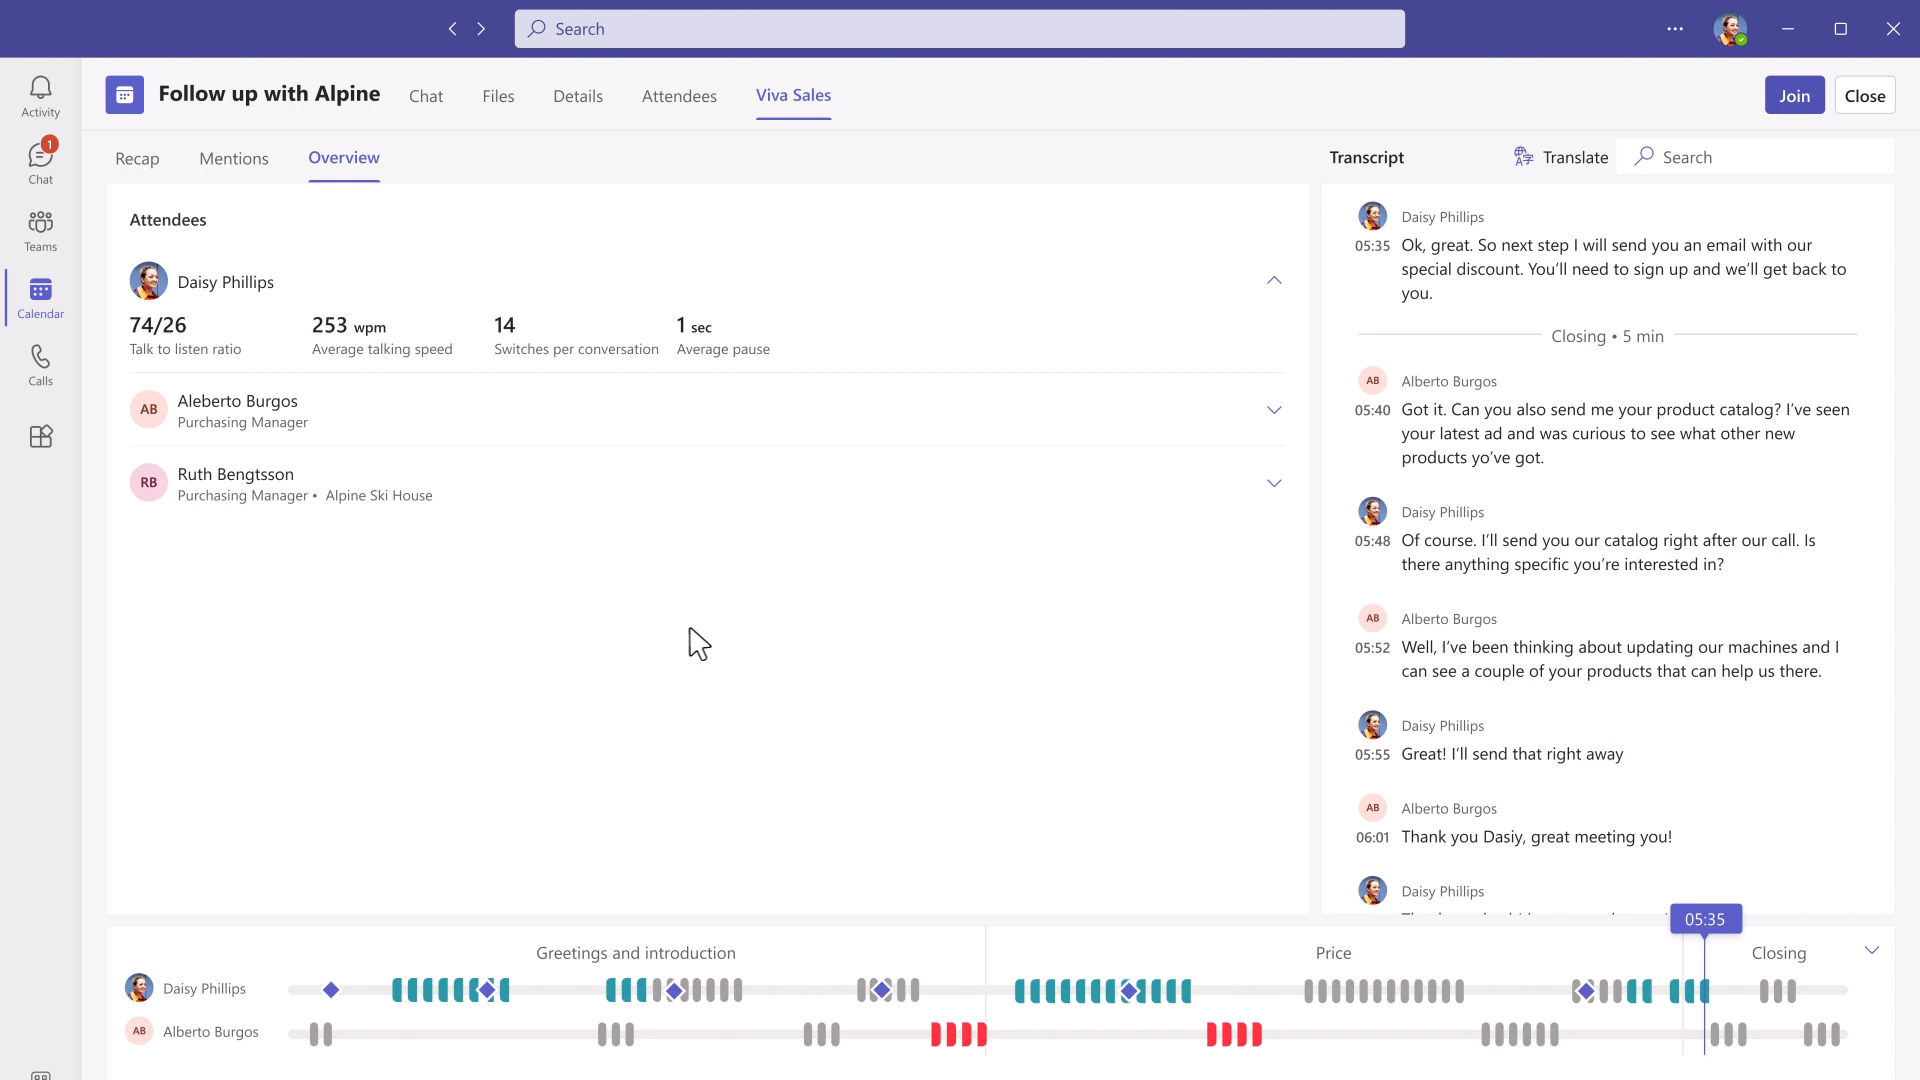 Search
Follow up with Alpine
Chat
Files
Details
Attendees
Viva Sales
Join
Close
Activity
1
Chat
Teams
Calendar
Calls
Recap
Mentions
Overview
Attendees
Daisy Phillips
74/26
Talk to listen ratio
253 wpm
Average talking speed
14
Switches per conversation
1 sec
Average pause
AB
Aleberto Burgos
Purchasing Manager
RB
Ruth Bengtsson
Purchasing Manager • Alpine Ski House
Transcript
Translate
Search
Daisy Phillips
05:35 Ok, great. So next step I will send you an email with our
special discount. You’ll need to sign up and we’ll get back to
you.
Closing • 5 min
AB
Alberto Burgos
05:40 Got it. Can you also send me your product catalog? I’ve seen
your latest ad and was curious to see what other new
products yo’ve got.
Daisy Phillips
05:48 Of course. I’ll send you our catalog right after our call. Is
there anything specific you’re interested in?
AB
Alberto Burgos
05:52 Well, I’ve been thinking about updating our machines and I
can see a couple of your products that can help us there.
Daisy Phillips
05:55 Great! I’ll send that right away
AB
Alberto Burgos
06:01 Thank you Dasiy, great meeting you!
Daisy Phillips
05:35
Greetings and introduction
Price
Closing
Daisy Phillips
AB
Alberto Burgos